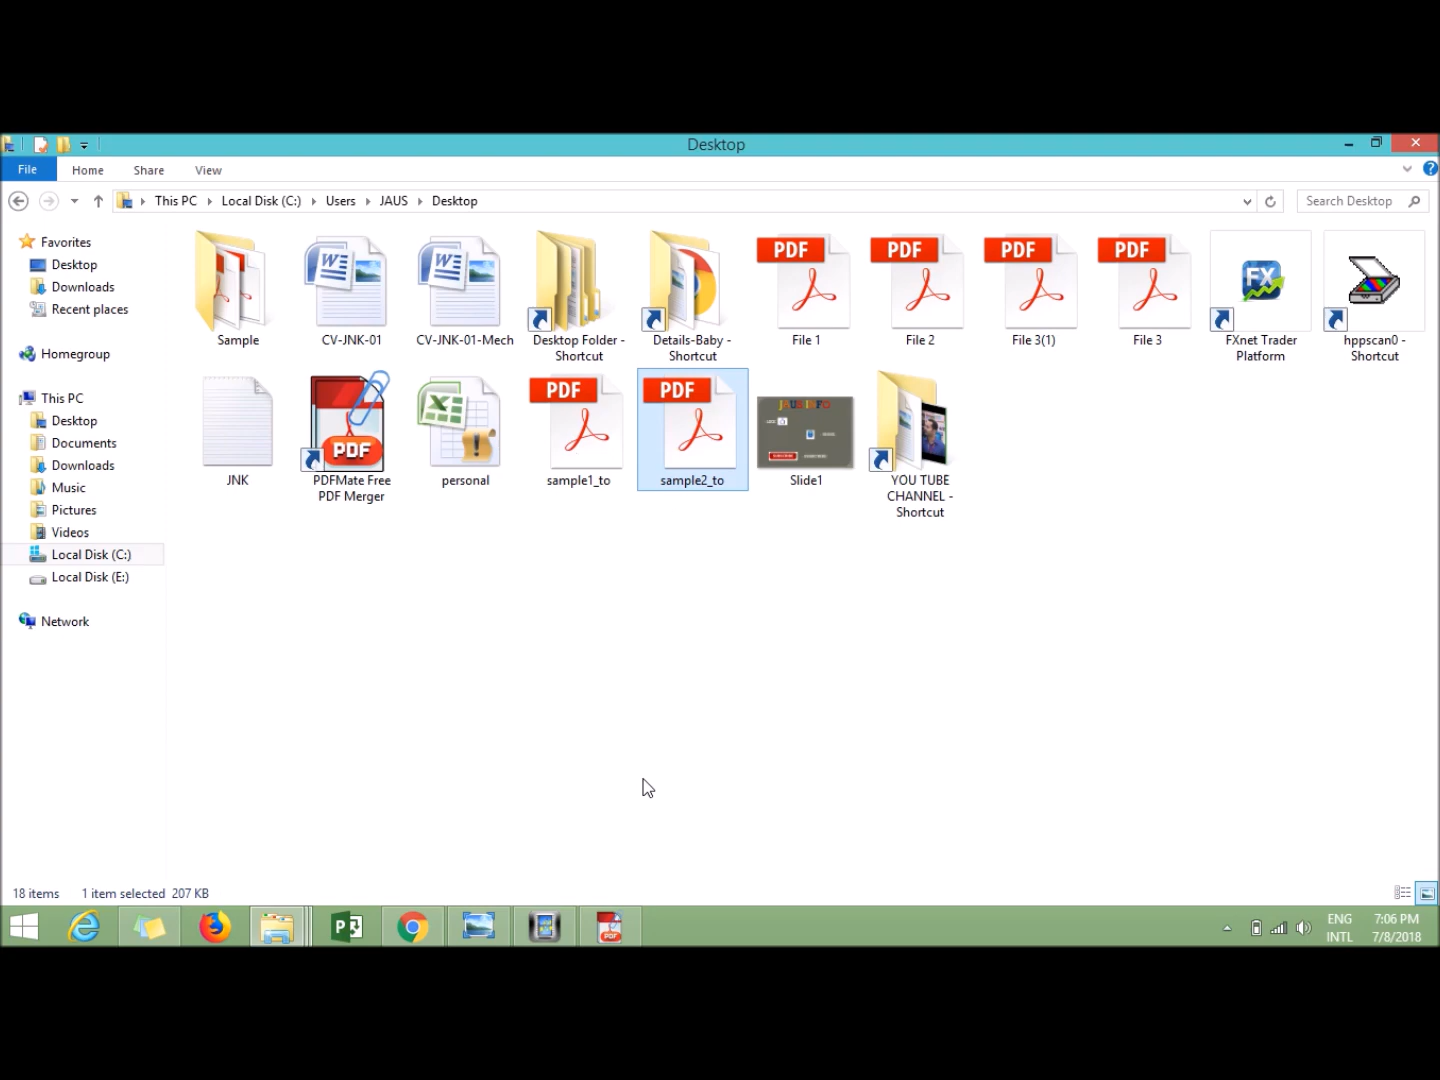 Desktop
File
Home
Share
View
This PC
Local Disk (C:)
Users
JAUS
Desktop
Search Desktop
Favorites
Desktop
Downloads
Recent places
Homegroup
This PC
Desktop
Documents
Downloads
Music
Pictures
Videos
Local Disk (C:)
Local Disk (E:)
Network
Sample
CV-JNK-01
CV-JNK-01-Mech
Desktop Folder -
Shortcut
Details-Baby -
Shortcut
PDF
File 1
PDF
File 2
PDF
File 3(1)
PDF
File 3
FX
FXnet Trader
Platform
hppscan0 -
Shortcut
JNK
PDF
PDFMate Free
PDF Merger
personal
PDF
sample1_to
PDF
sample2_to
JAUS INFO
Slide1
YOU TUBE
CHANNEL -
Shortcut
18 items
1 item selected 207 KB
ENG
INTL
7:06 PM
7/8/2018